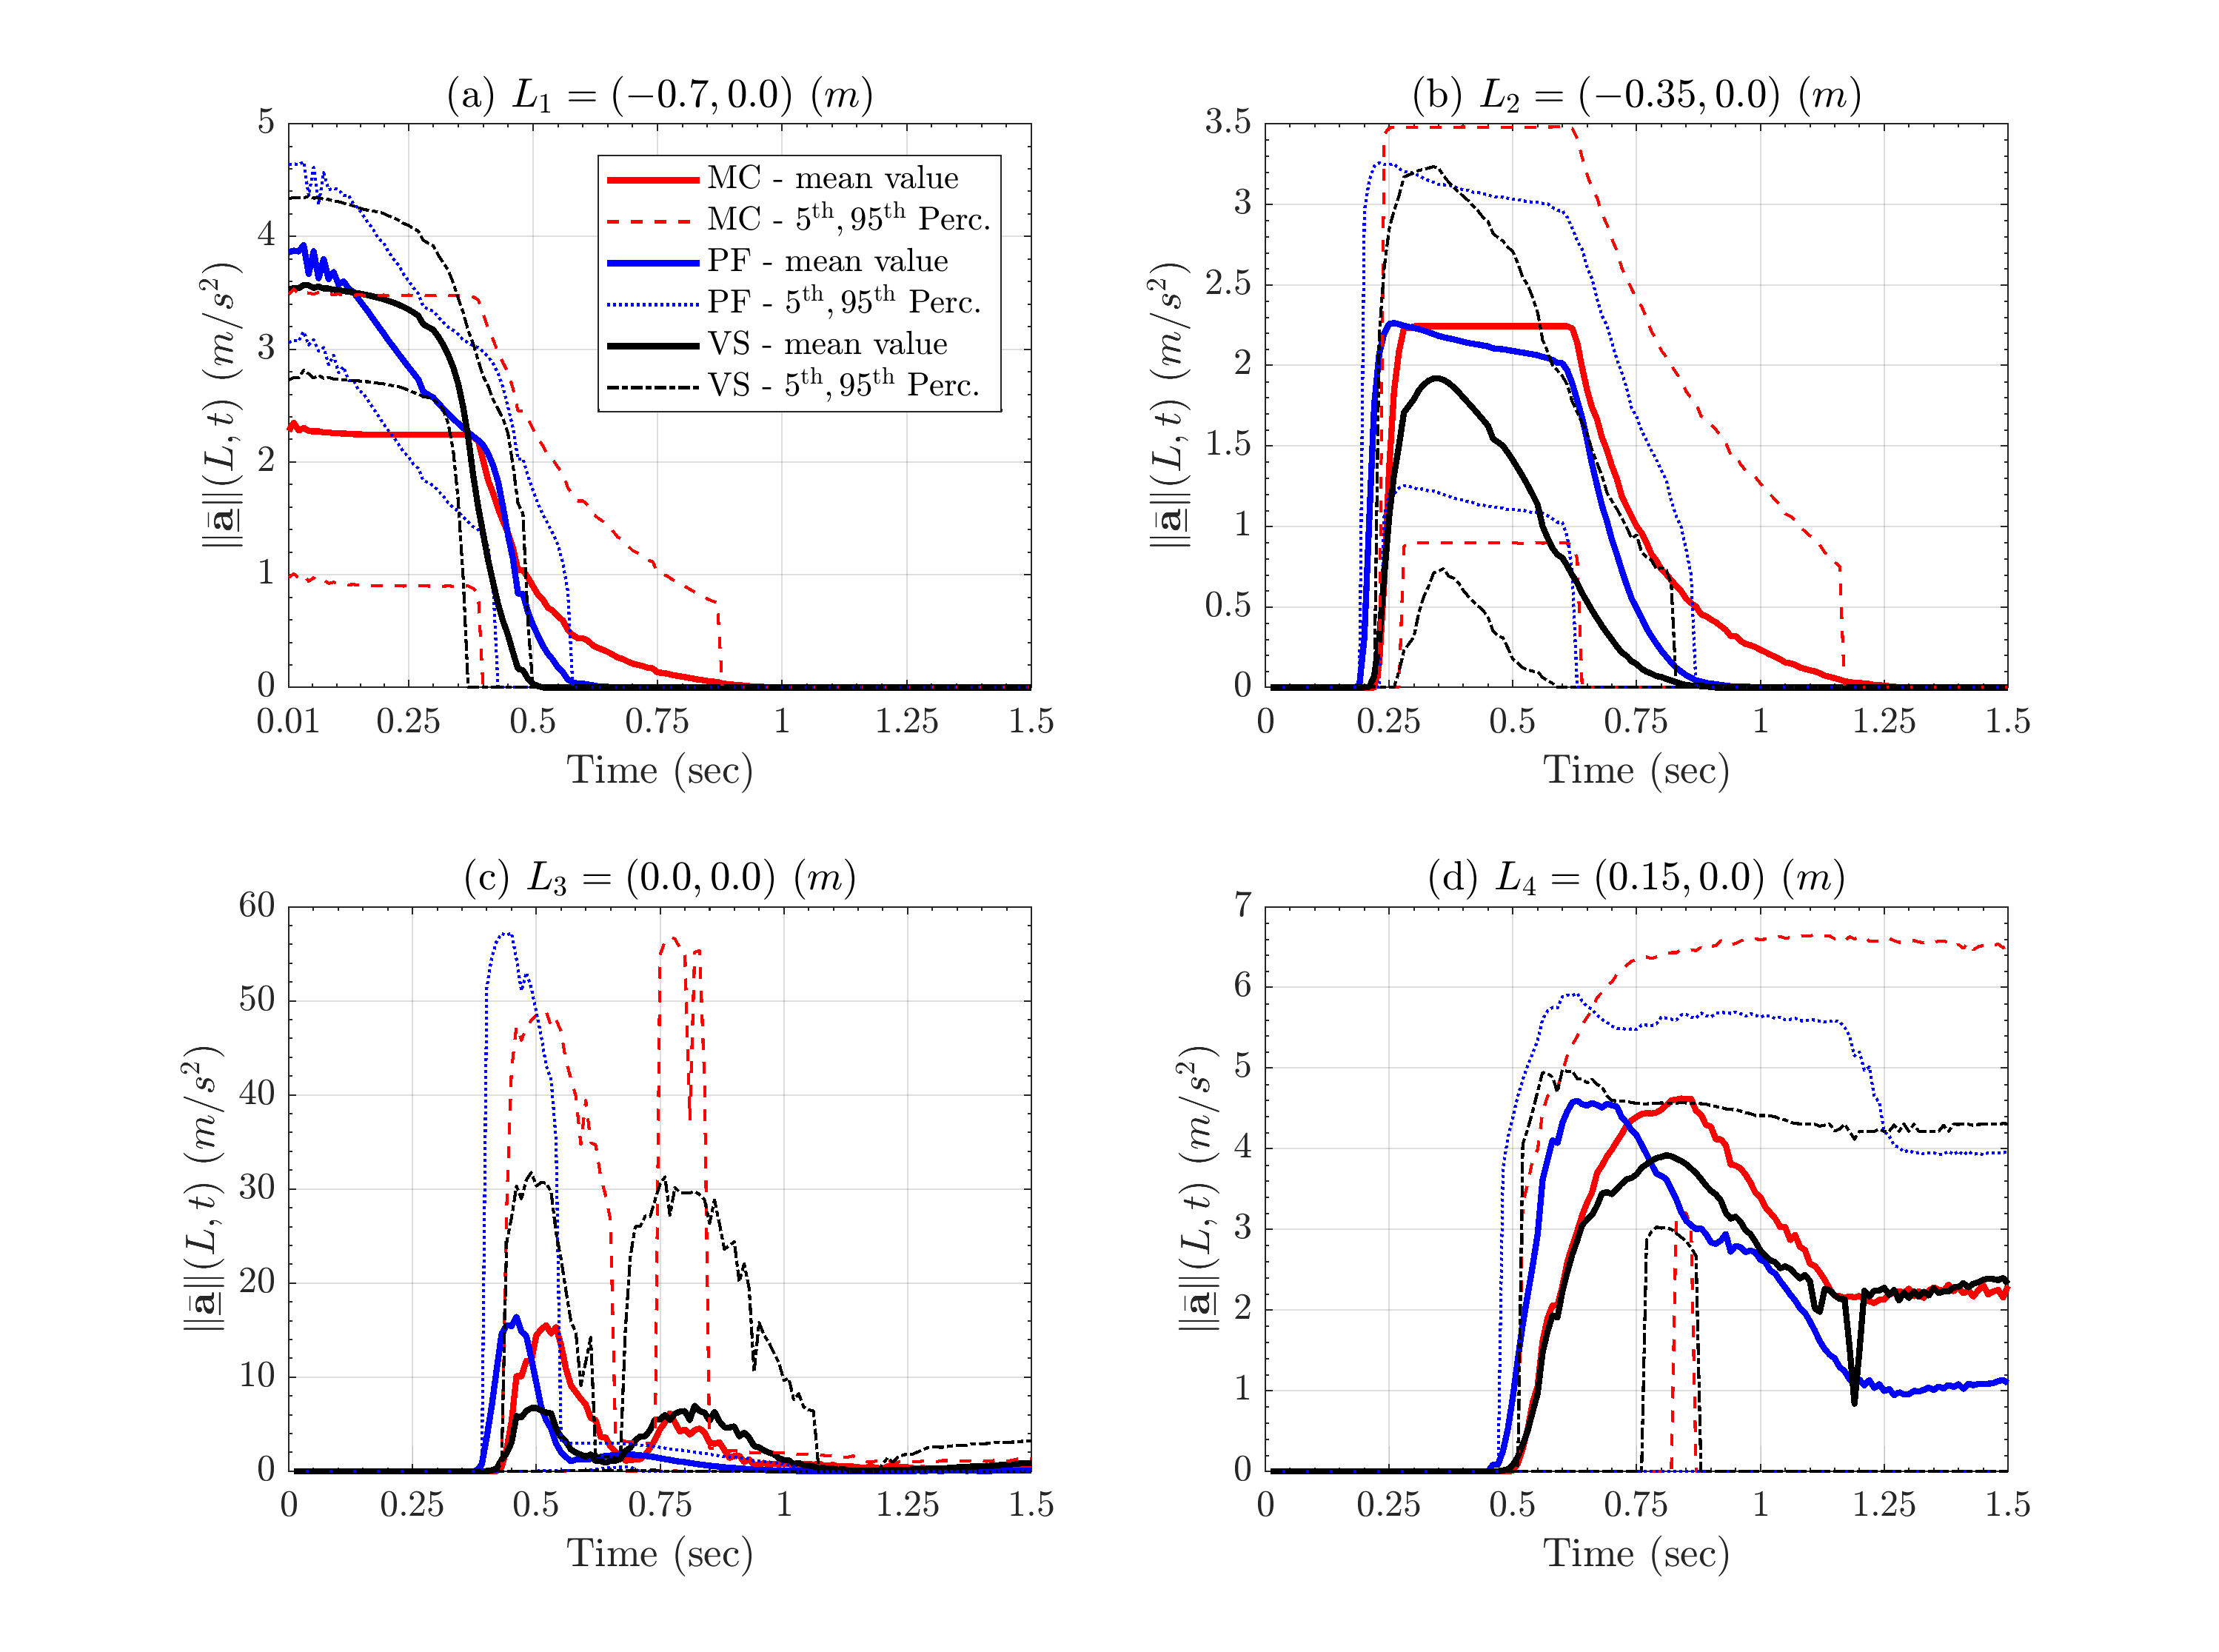 (a) L₁ = (−0.7, 0.0) (m)
5
4
3
2
1
0
‖ā̲‖(L, t) (m/s²)
MC - mean value
MC - 5ᵗʰ, 95ᵗʰ Perc.
PF - mean value
PF - 5ᵗʰ, 95ᵗʰ Perc.
VS - mean value
VS - 5ᵗʰ, 95ᵗʰ Perc.
0.01 0.25 0.5 0.75 1 1.25 1.5
Time (sec)
(b) L₂ = (−0.35, 0.0) (m)
3.5
3
2.5
2
1.5
1
0.5
0
‖ā̲‖(L, t) (m/s²)
0 0.25 0.5 0.75 1 1.25 1.5
Time (sec)
(c) L₃ = (0.0, 0.0) (m)
60
50
40
30
20
10
0
‖ā̲‖(L, t) (m/s²)
0 0.25 0.5 0.75 1 1.25 1.5
Time (sec)
(d) L₄ = (0.15, 0.0) (m)
7
6
5
4
3
2
1
0
‖ā̲‖(L, t) (m/s²)
0 0.25 0.5 0.75 1 1.25 1.5
Time (sec)